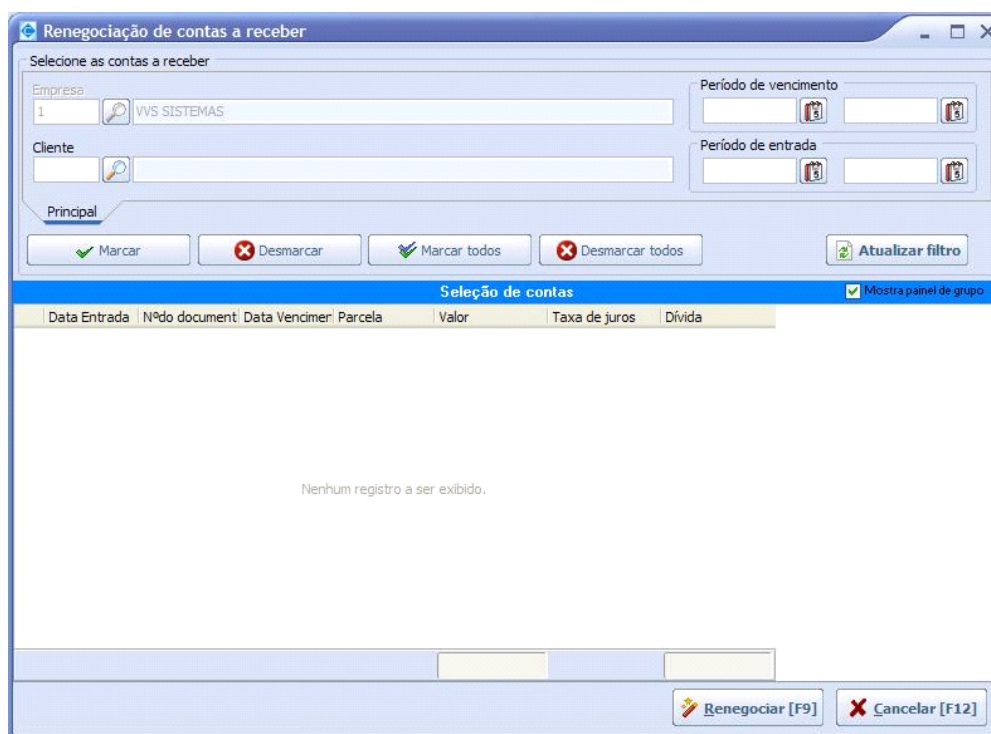 Renegociação de contas a receber
Selecione as contas a receber
Empresa
1 VVS SISTEMAS
Período de vencimento
Cliente
Período de entrada
Principal
Marcar Desmarcar Marcar todos Desmarcar todos Atualizar filtro
Seleção de contas Mostra painel de grupo
Data Entrada Nºdo document Data Vencimer Parcela Valor Taxa de juros Dívida
Nenhum registro a ser exibido.
Renegociar [F9] Cancelar [F12]